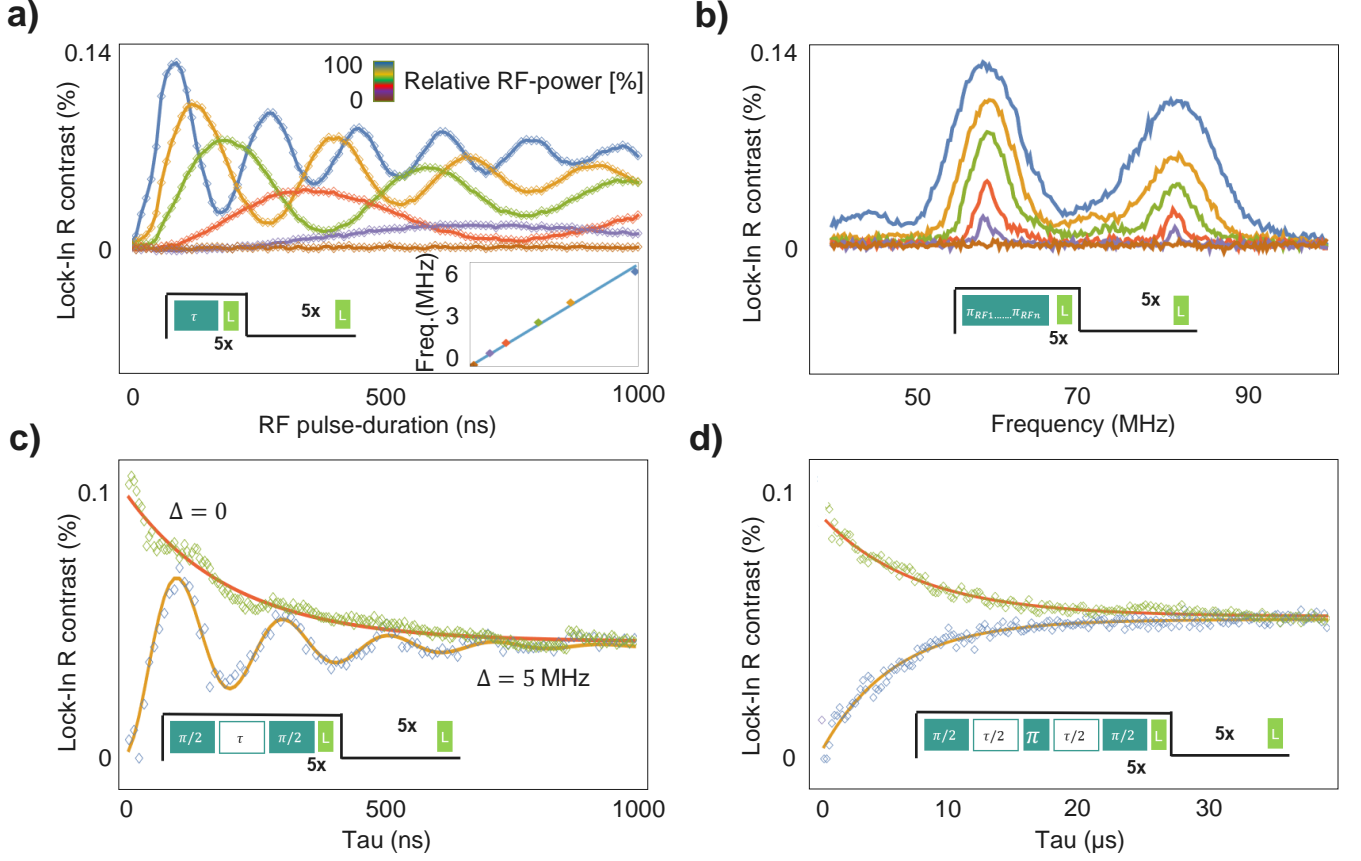 a)
0.14
0
Lock-In R contrast (%)
100
0
Relative RF-power [%]
τ
L
5x
5x
L
6
3
0
Freq.(MHz)
0
500
1000
RF pulse-duration (ns)
b)
0.14
0
Lock-In R contrast (%)
π_RF1.......π_RFn
L
5x
5x
L
50
70
90
Frequency (MHz)
c)
0.1
0
Lock-In R contrast (%)
Δ = 0
Δ = 5 MHz
π/2
τ
π/2
L
5x
5x
L
0
500
1000
Tau (ns)
d)
0.1
0
Lock-In R contrast (%)
π/2
τ/2
π
τ/2
π/2
L
5x
5x
L
0
10
20
30
Tau (μs)